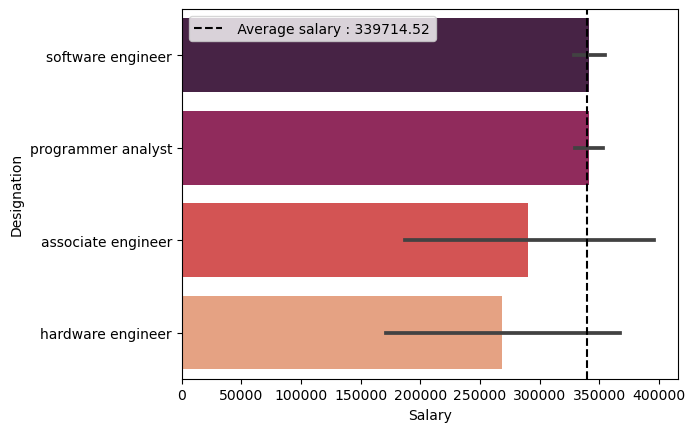 Average salary : 339714.52
software engineer
programmer analyst
associate engineer
hardware engineer
Designation
0 50000 100000 150000 200000 250000 300000 350000 400000
Salary